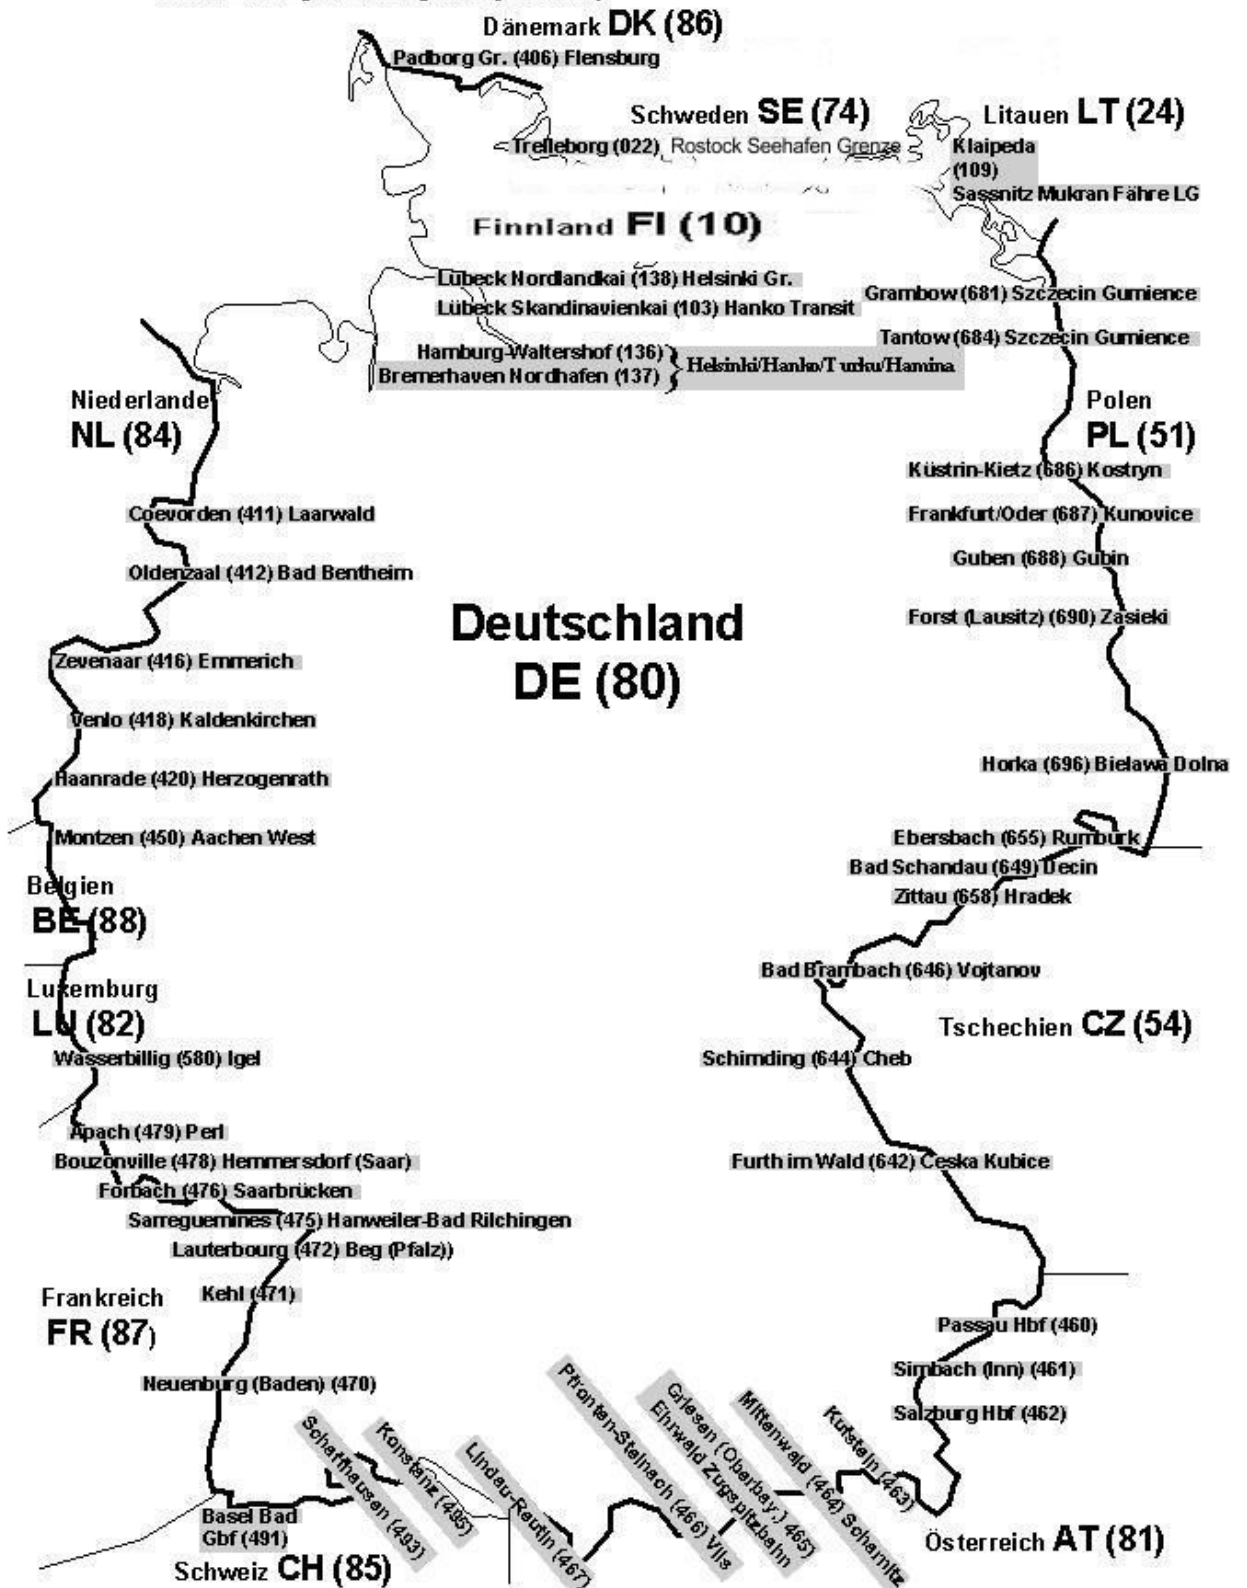 Dänemark DK (86)
Padborg Gr. (406) Flensburg
Schweden SE (74)
Litauen LT (24)
Trelleborg (022) Rostock Seehafen Grenze
Klaipeda
(109)
Sassnitz Mukran Fähre LG
Finnland FI (10)
Lübeck Nordlandkai (138) Helsinki Gr.
Grambow (681) Szczecin Gumience
Lübeck Skandinavienkai (103) Hanko Transit
Tantow (684) Szczecin Gumience
Hamburg-Waltershof (136)
Bremerhaven Nordhafen (137)
Helsinki/Hanko/Turku/Hamina
Niederlande
NL (84)
Polen
PL (51)
Küstrin-Kietz (686) Kostryn
Coevorden (411) Laarwald
Frankfurt/Oder (687) Kunovice
Guben (688) Gubin
Oldenzaal (412) Bad Bentheim
Forst (Lausitz) (690) Zasieki
Deutschland
DE (80)
Zevenaar (416) Emmerich
Venlo (418) Kaldenkirchen
Horka (696) Bielawa Dolna
Haanrade (420) Herzogenrath
Montzen (450) Aachen West
Ebersbach (655) Rumburk
Bad Schandau (649) Decin
Zittau (658) Hradek
Belgien
BE (88)
Bad Brambach (646) Vojtanov
Luxemburg
LU (82)
Tschechien CZ (54)
Wasserbillig (580) Igel
Schirnding (644) Cheb
Apach (479) Perl
Bouzonville (478) Hemmersdorf (Saar)
Furth im Wald (642) Ceska Kubice
Forbach (476) Saarbrücken
Sarreguemines (475) Hanweiler-Bad Rilchingen
Lauterbourg (472) Beg (Pfalz))
Kehl (471)
Frankreich
FR (87)
Passau Hbf (460)
Simbach (Inn) (461)
Neuenburg (Baden) (470)
Salzburg Hbf (462)
Schaffhausen (493)
Konstanz (495)
Lindau-Reutin (467)
Pfronten-Steinach (466) Vils
Griesen (Oberbay.) 465)
Ehrwald Zugspitzbahn
Mittenwald (464) Scharnitz
Kufstein (463)
Basel Bad
Gbf (491)
Schweiz CH (85)
Österreich AT (81)